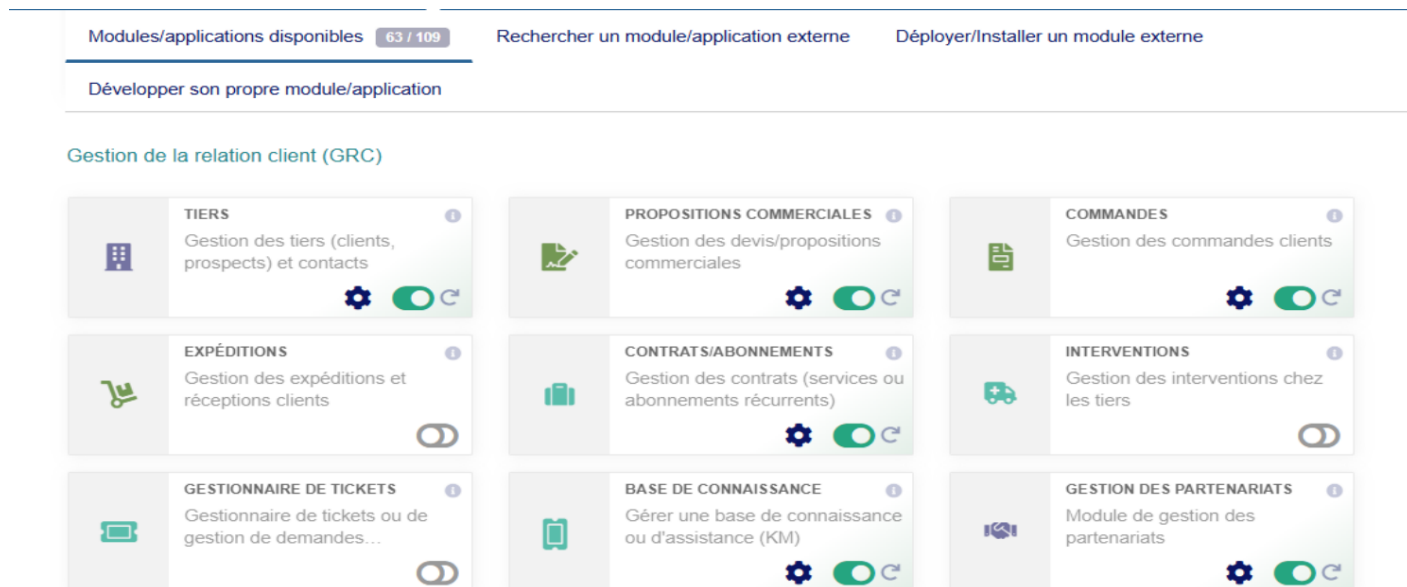 Modules/applications disponibles 63 / 109 Rechercher un module/application externe Déployer/Installer un module externe
Développer son propre module/application
Gestion de la relation client (GRC)
TIERS
Gestion des tiers (clients,
prospects) et contacts
PROPOSITIONS COMMERCIALES
Gestion des devis/propositions
commerciales
COMMANDES
Gestion des commandes clients
EXPÉDITIONS
Gestion des expéditions et
réceptions clients
CONTRATS/ABONNEMENTS
Gestion des contrats (services ou
abonnements récurrents)
INTERVENTIONS
Gestion des interventions chez
les tiers
GESTIONNAIRE DE TICKETS
Gestionnaire de tickets ou de
gestion de demandes...
BASE DE CONNAISSANCE
Gérer une base de connaissance
ou d'assistance (KM)
GESTION DES PARTENARIATS
Module de gestion des
partenariats